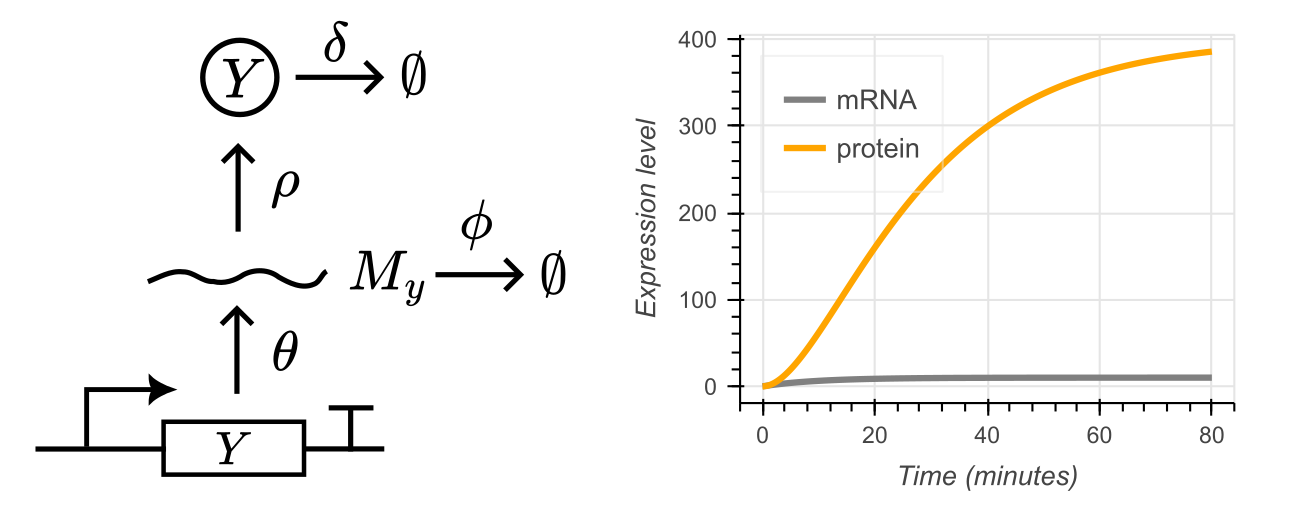 Y δ ∅
ρ
M_y ϕ ∅
θ
Y
400
300
200
100
0
Expression level
mRNA
protein
0 20 40 60 80
Time (minutes)